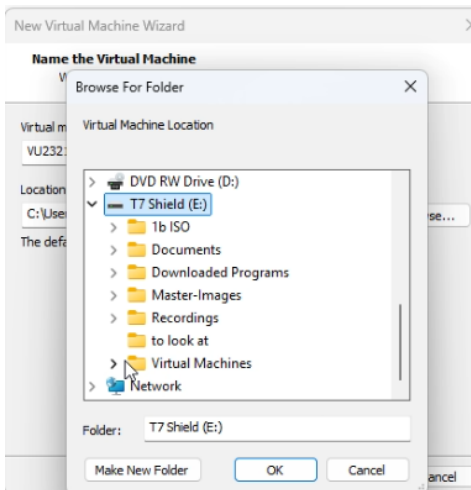 New Virtual Machine Wizard
Name the Virtual Machine
W
Browse For Folder
Virtual m
Virtual Machine Location
VU232
DVD RW Drive (D:)
Location
T7 Shield (E:)
C:\User
1b ISO
se...
The defa
Documents
Downloaded Programs
Master-Images
Recordings
to look at
Virtual Machines
Network
Folder:
T7 Shield (E:)
Make New Folder
OK
Cancel
ancel